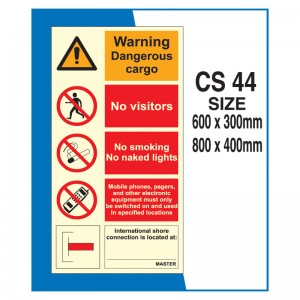 Warning
Dangerous
cargo
No visitors
No smoking
No naked lights
Mobile phones, pagers,
and other electronic
equipment must only
be switched on and used
in specified locations
International shore
connection is located at:
MASTER
CS 44
SIZE
600 x 300mm
800 x 400mm